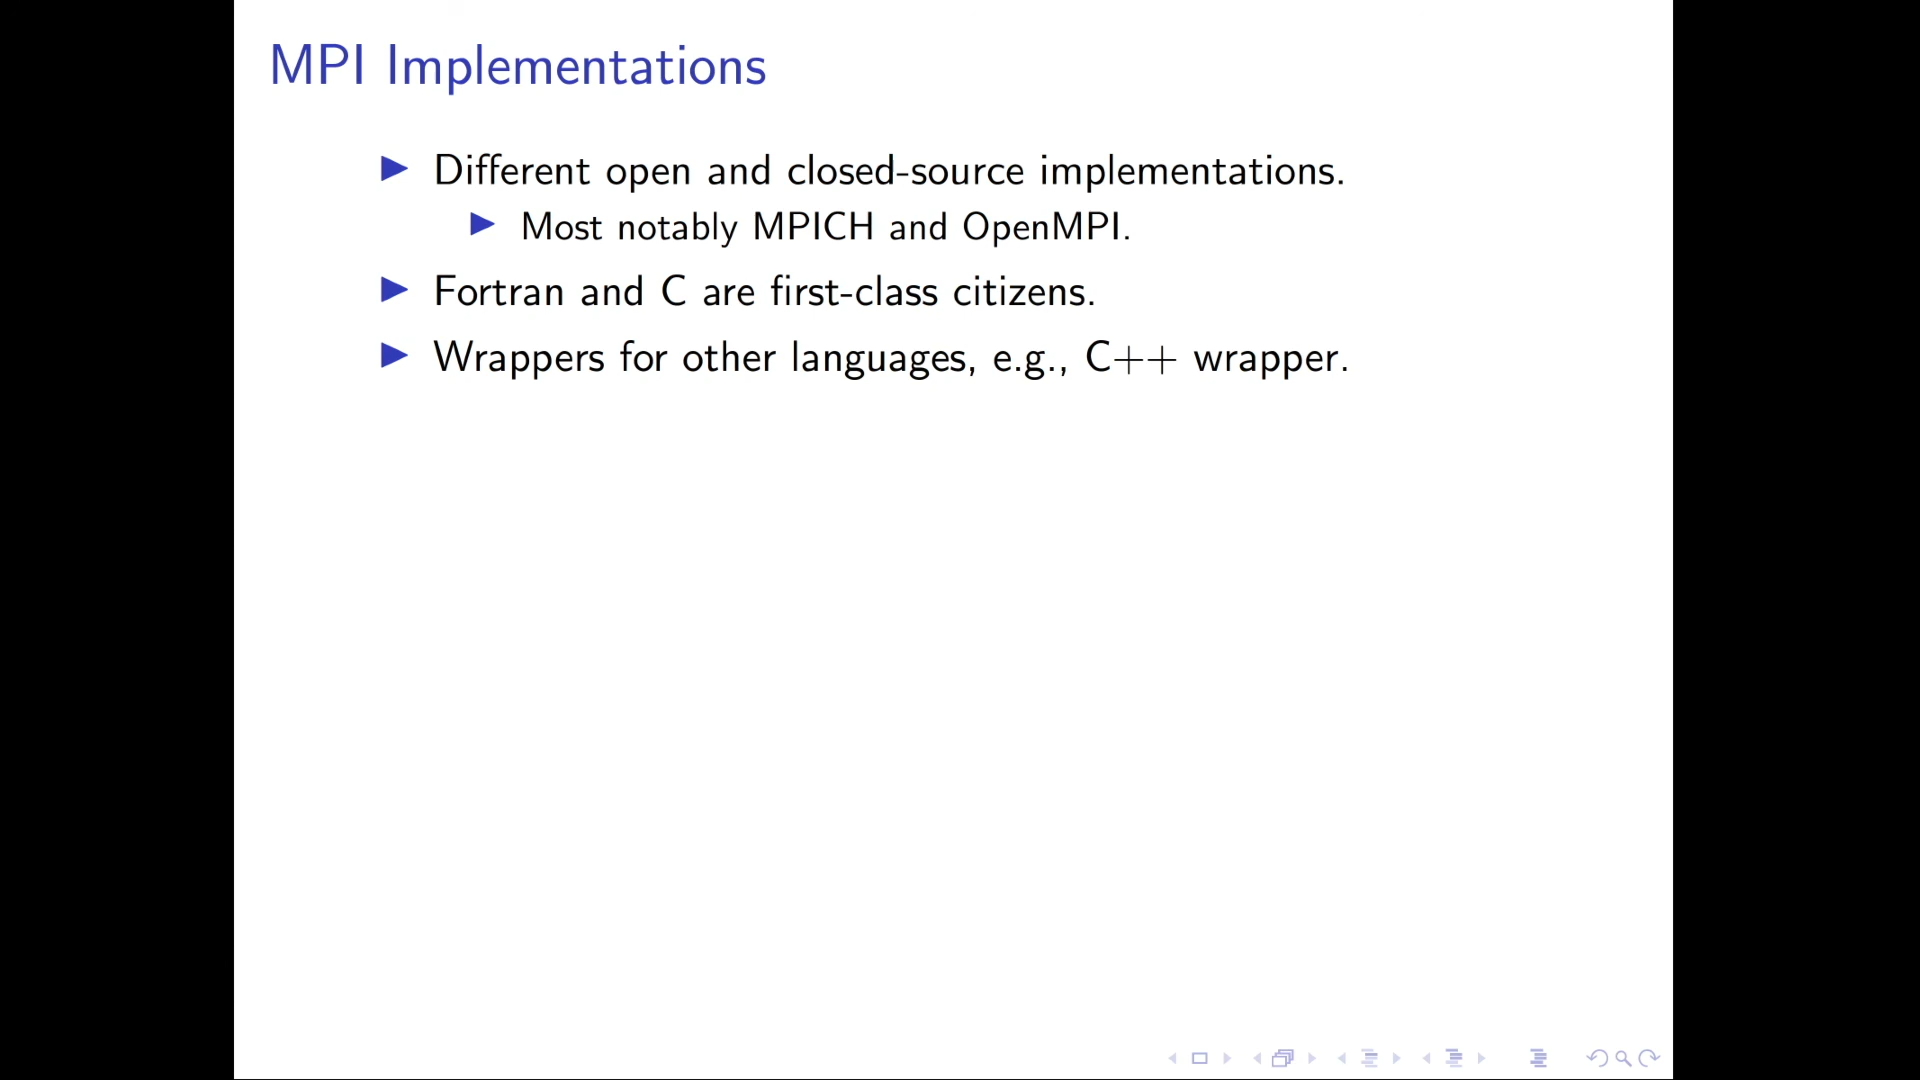 MPI Implementations
Different open and closed-source implementations.
Most notably MPICH and OpenMPI.
Fortran and C are first-class citizens.
Wrappers for other languages, e.g., C++ wrapper.